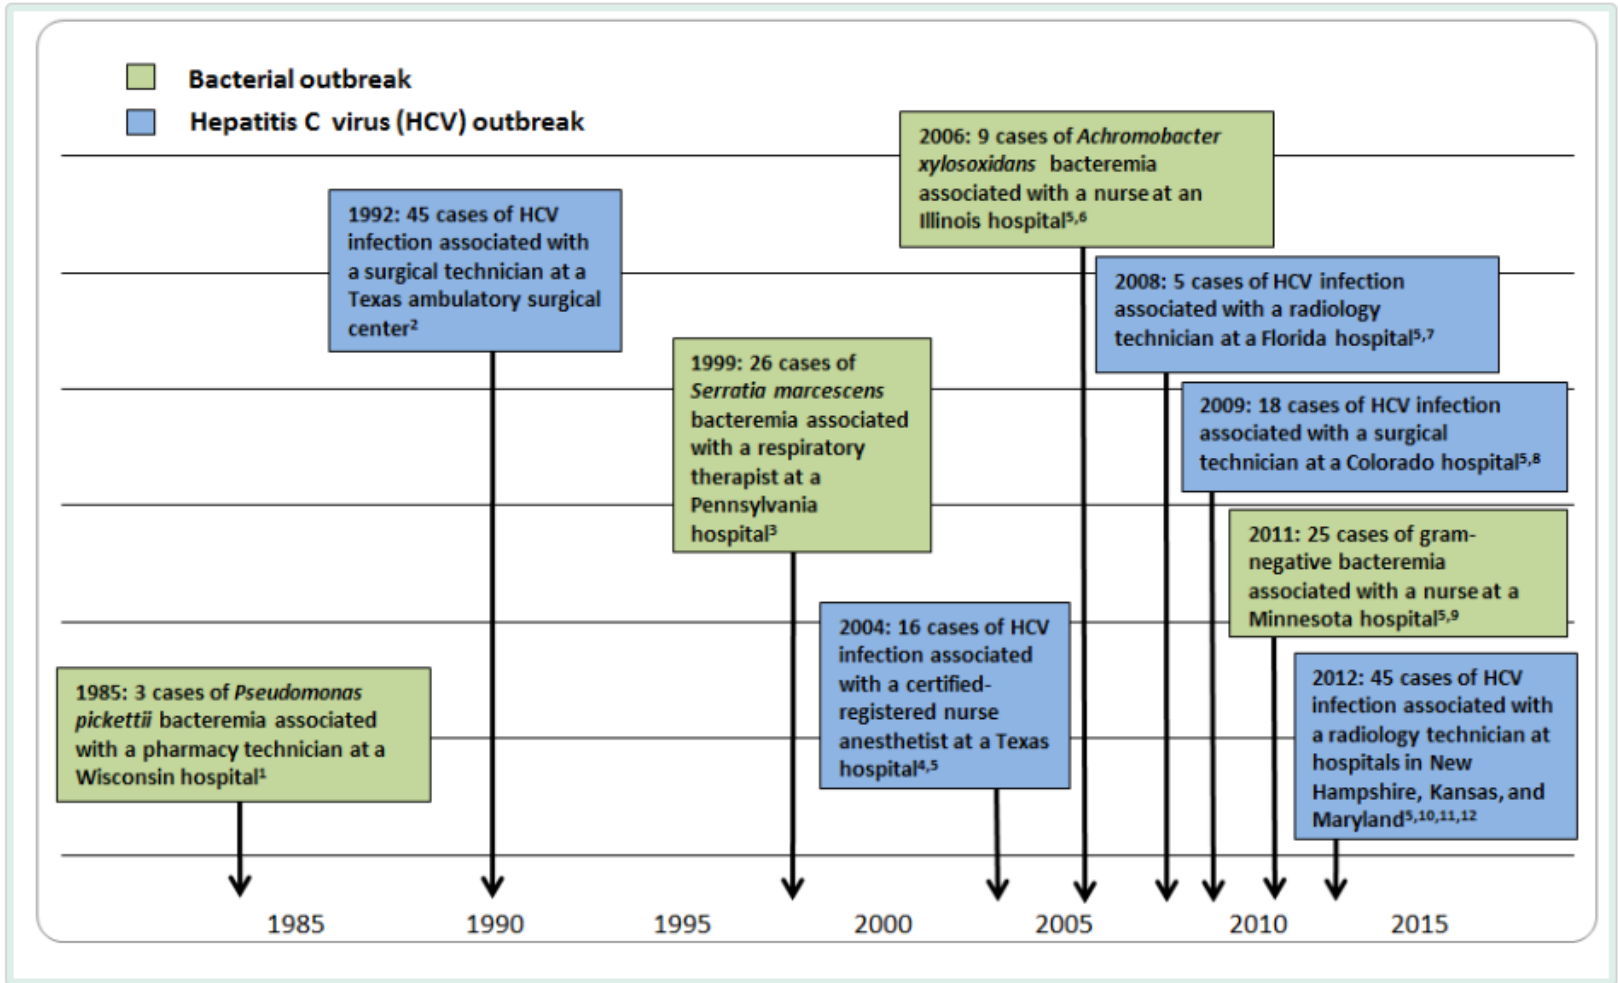 Bacterial outbreak
Hepatitis C virus (HCV) outbreak
2006: 9 cases of Achromobacter
xylosoxidans bacteremia
associated with a nurse at an
Illinois hospital⁵,⁶
1992: 45 cases of HCV
infection associated with
a surgical technician at a
Texas ambulatory surgical
center²
2008: 5 cases of HCV infection
associated with a radiology
technician at a Florida hospital⁵,⁷
1999: 26 cases of
Serratia marcescens
bacteremia associated
with a respiratory
therapist at a
Pennsylvania
hospital³
2009: 18 cases of HCV infection
associated with a surgical
technician at a Colorado hospital⁵,⁸
2011: 25 cases of gram-
negative bacteremia
associated with a nurse at a
Minnesota hospital⁵,⁹
2004: 16 cases of HCV
infection associated
with a certified-
registered nurse
anesthetist at a Texas
hospital⁴,⁵
1985: 3 cases of Pseudomonas
pickettii bacteremia associated
with a pharmacy technician at a
Wisconsin hospital¹
2012: 45 cases of HCV
infection associated with
a radiology technician at
hospitals in New
Hampshire, Kansas, and
Maryland⁵,¹⁰,¹¹,¹²
1985 1990 1995 2000 2005 2010 2015